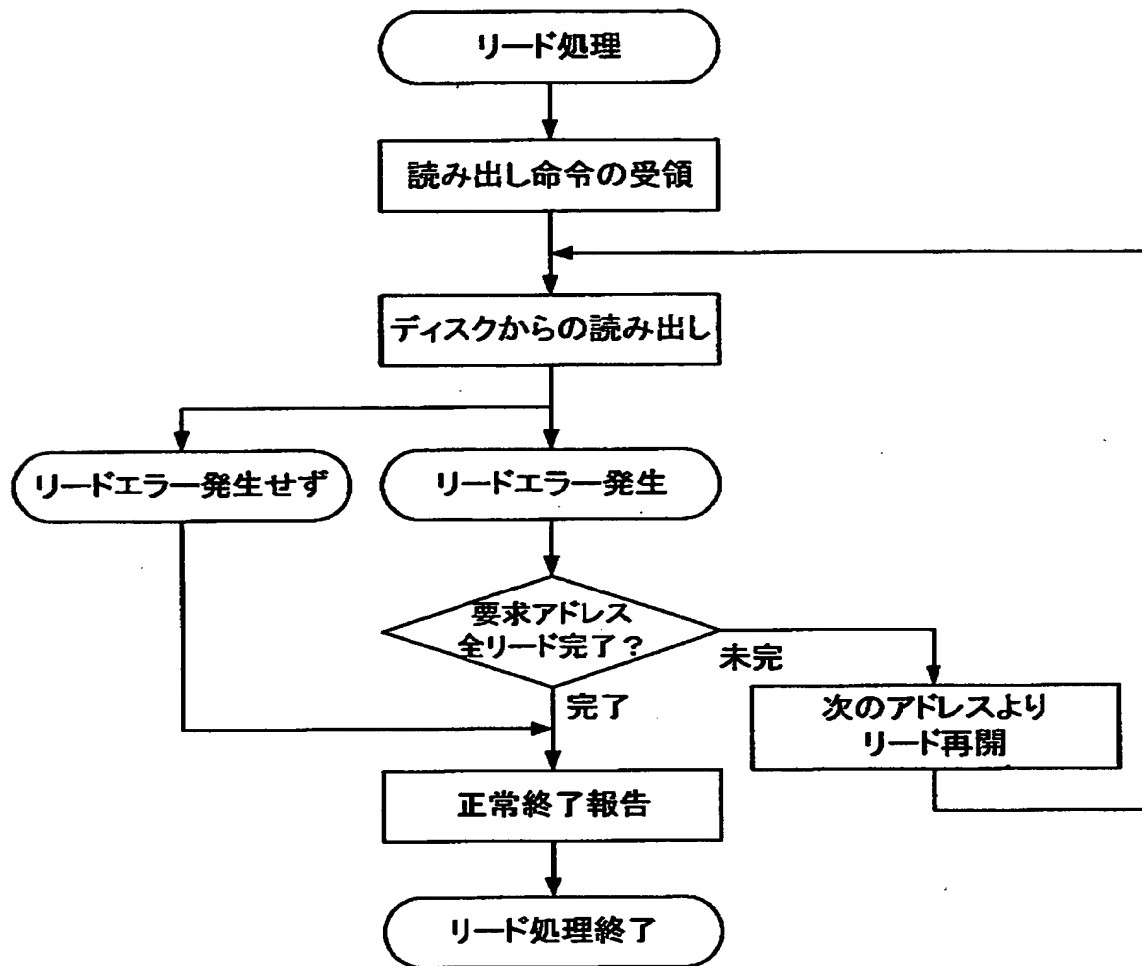 リード処理
読み出し命令の受領
ディスクからの読み出し
リードエラー発生せず
リードエラー発生
要求アドレス
全リード完了?
未完
完了
次のアドレスより
リード再開
正常終了報告
リード処理終了